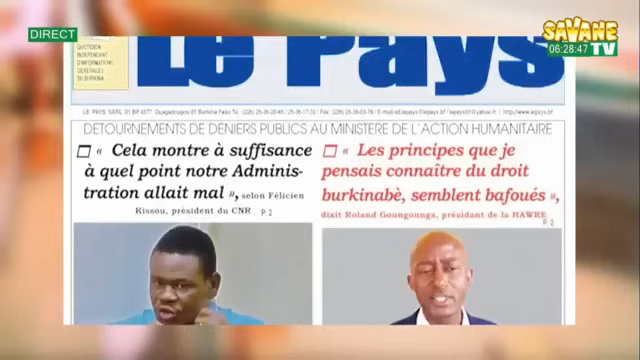 DIRECT
SAVANE
TV
06:28:47
QUOTIDIEN
INDEPENDANT
D'INFORMATIONS
GENERALES
DU BURKINA
Le Pays
DETOURNEMENTS DE DENIERS PUBLICS AU MINISTERE DE L'ACTION HUMANITAIRE
« Cela montre à suffisance
à quel point notre Adminis-
tration allait mal », selon Félicien
Kissou, président du CNR P. 2
« Les principes que je
pensais connaître du droit
burkinabè, semblent bafoués »,
dixit Roland Goungounga, présidant de la HAWRE
P. 2